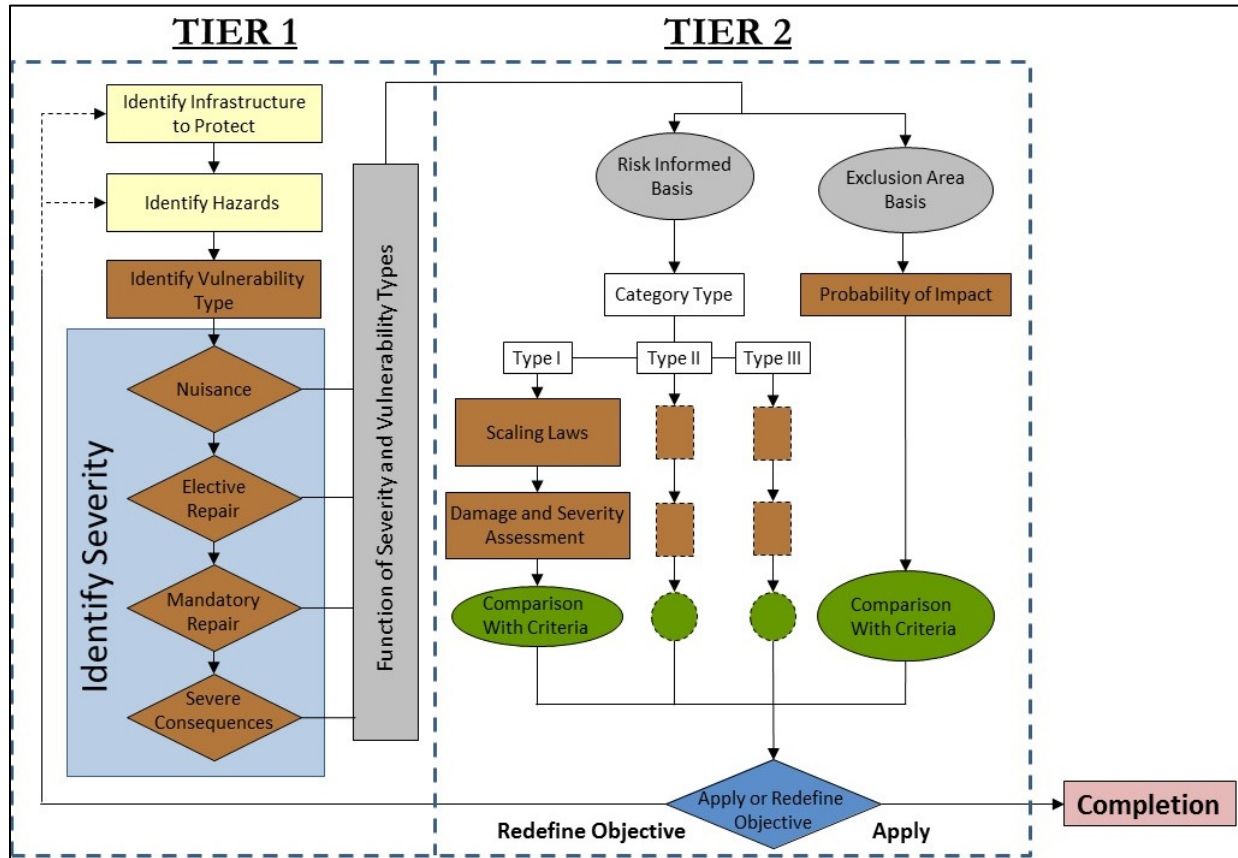 TIER 1
TIER 2
Identify Infrastructure
to Protect
Identify Hazards
Identify Vulnerability
Type
Identify Severity
Nuisance
Elective
Repair
Mandatory
Repair
Severe
Consequences
Function of Severity and Vulnerability Types
Risk Informed
Basis
Exclusion Area
Basis
Category Type
Probability of Impact
Type I
Type II
Type III
Scaling Laws
Damage and Severity
Assessment
Comparison
With Criteria
Comparison
With Criteria
Apply or Redefine
Objective
Redefine Objective
Apply
Completion